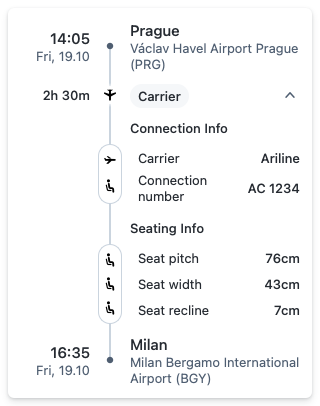 14:05
Fri, 19.10
Prague
Václav Havel Airport Prague
(PRG)
2h 30m
Carrier
Connection Info
Carrier
Ariline
Connection
number
AC 1234
Seating Info
Seat pitch
76cm
Seat width
43cm
Seat recline
7cm
16:35
Fri, 19.10
Milan
Milan Bergamo International
Airport (BGY)